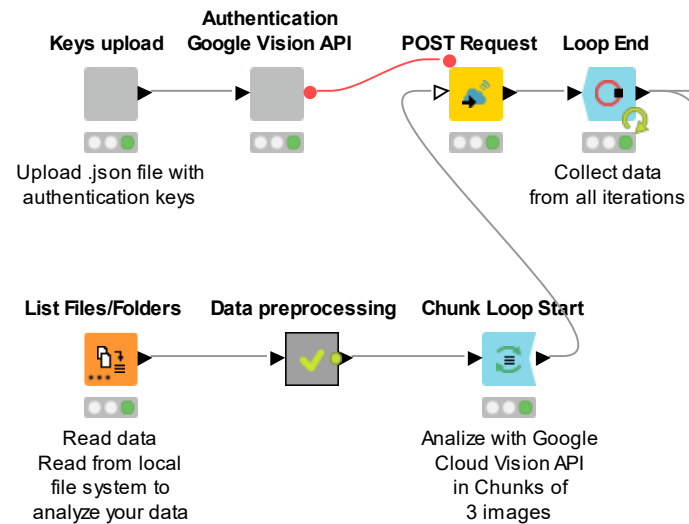 Keys upload
Authentication
Google Vision API
POST Request
Loop End
Upload .json file with
authentication keys
Collect data
from all iterations
List Files/Folders
Data preprocessing
Chunk Loop Start
Read data
Read from local
file system to
analyze your data
Analize with Google
Cloud Vision API
in Chunks of
3 images